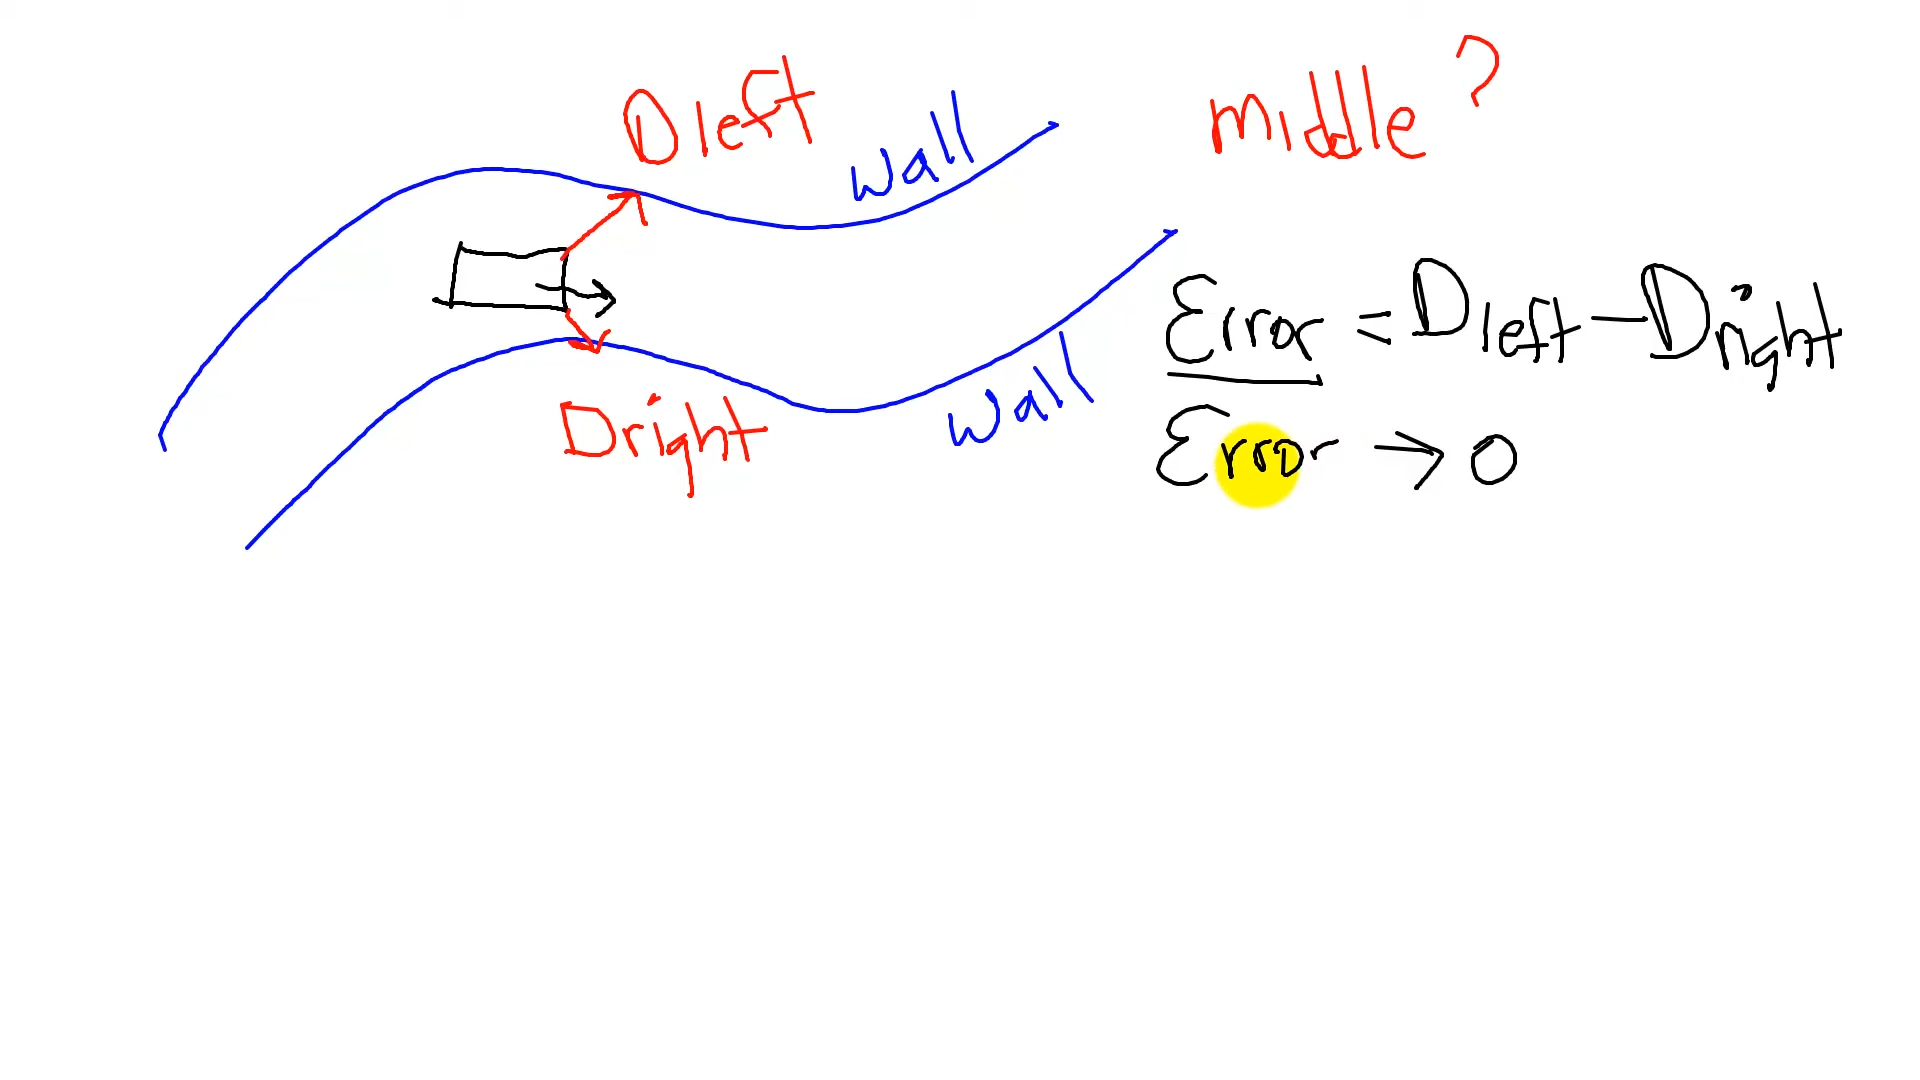 Dleft
wall
middle?
Error = Dleft - Dright
Error → 0
Dright
wall